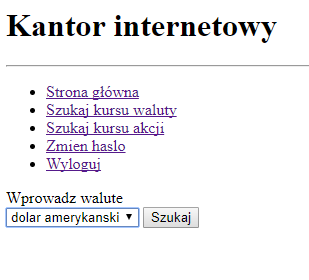 Kantor internetowy
Strona główna
Szukaj kursu waluty
Szukaj kursu akcji
Zmien haslo
Wyloguj
Wprowadz walute
dolar amerykanski Szukaj